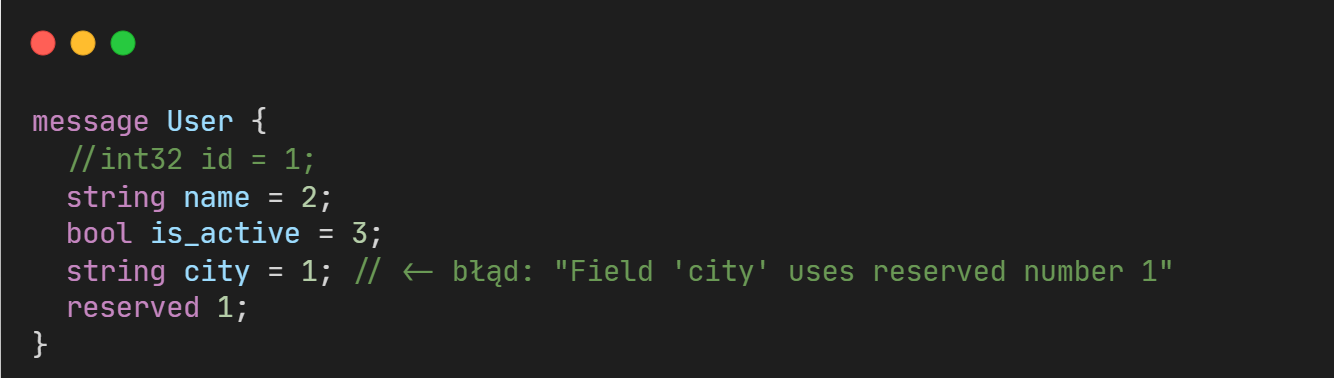 message User {
  //int32 id = 1;
  string name = 2;
  bool is_active = 3;
  string city = 1; // <- błąd: "Field 'city' uses reserved number 1"
  reserved 1;
}